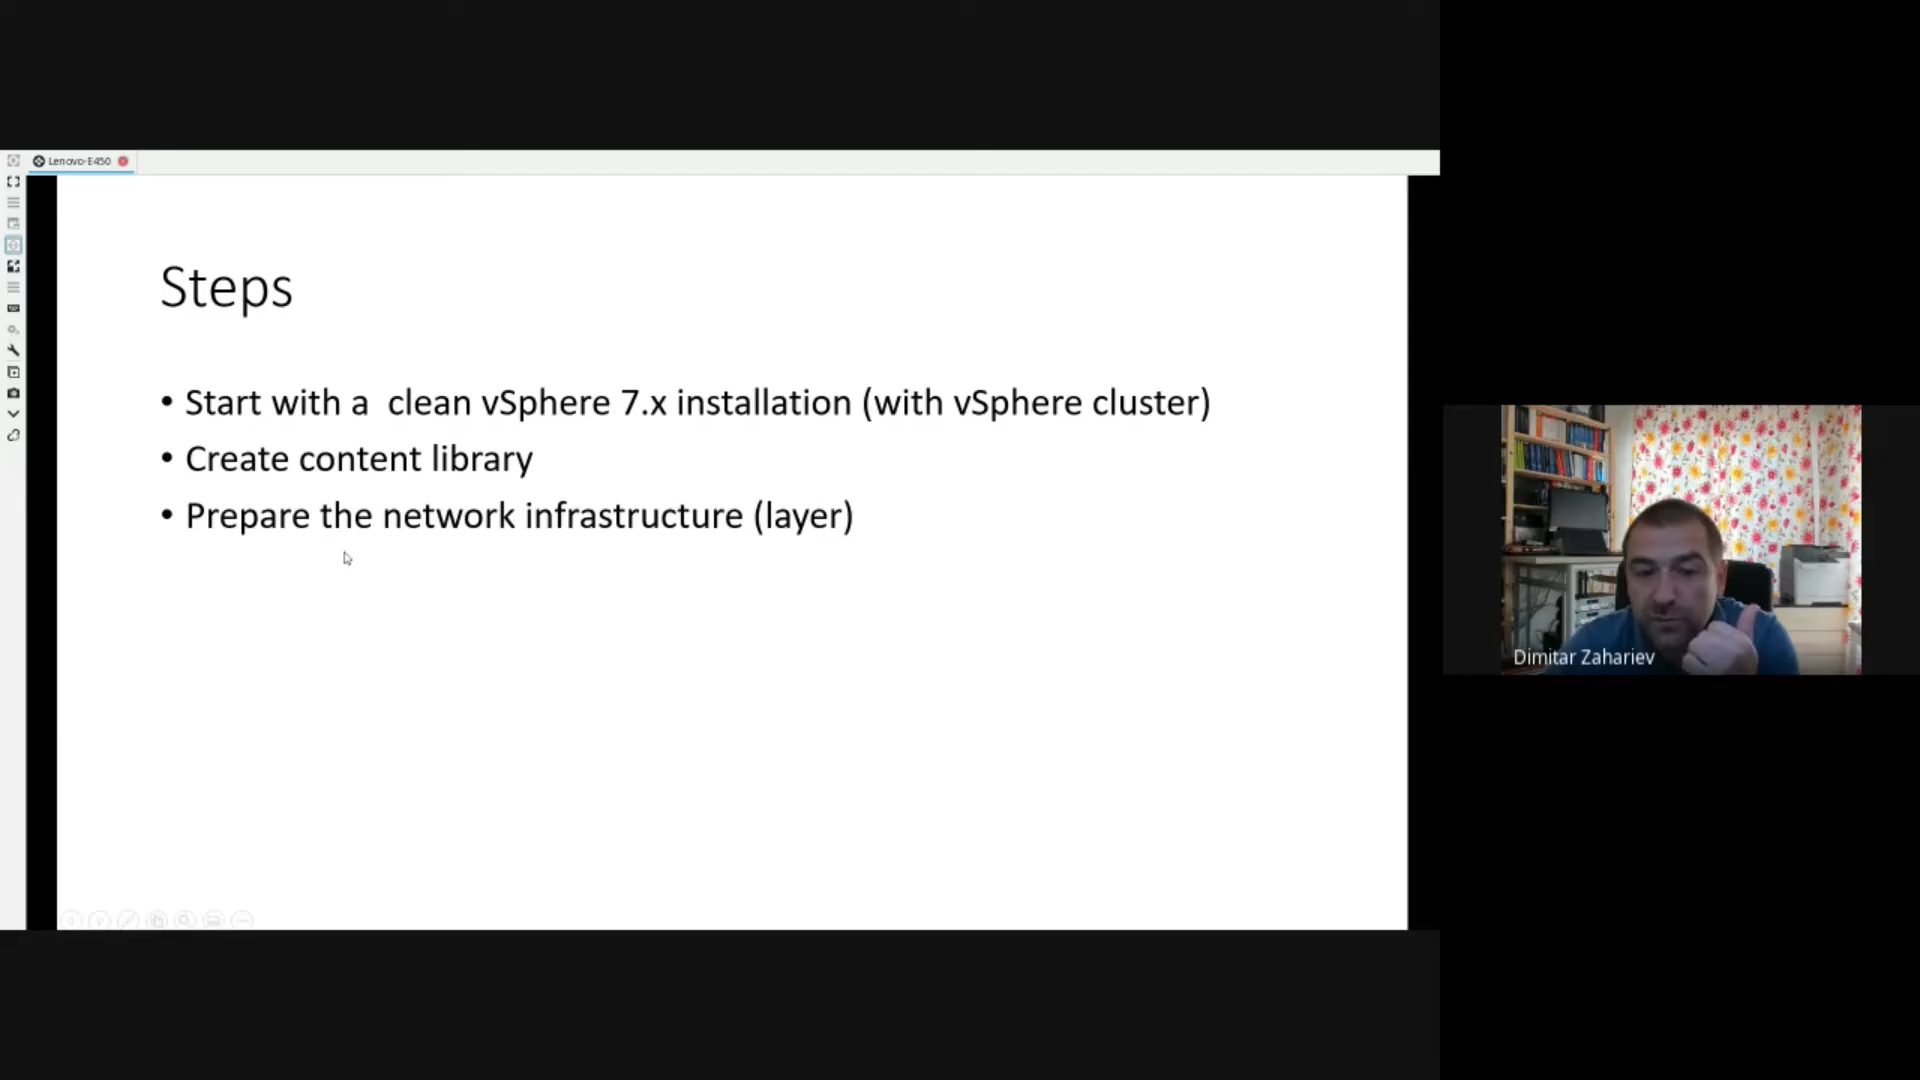 Lenovo-E450
Steps
• Start with a  clean vSphere 7.x installation (with vSphere cluster)
• Create content library
• Prepare the network infrastructure (layer)
Dimitar Zahariev